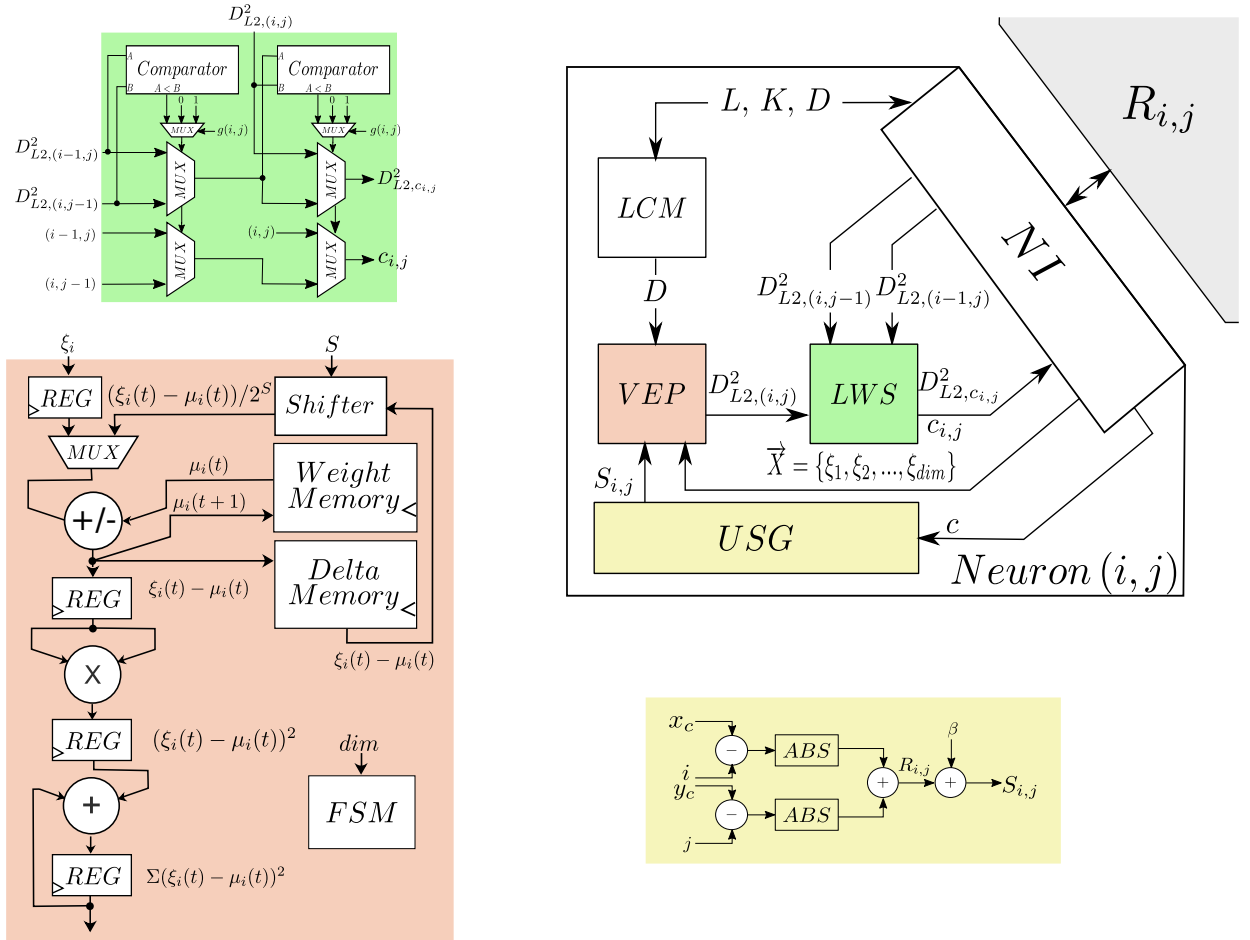 D²_{L2,(i,j)}
A
Comparator
B
A < B
0 1
MUX
g(i,j)
A
Comparator
B
A < B
0 1
MUX
g(i,j)
D²_{L2,(i−1,j)}
MUX
MUX
D²_{L2,c_{i,j}}
D²_{L2,(i,j−1)}
(i−1,j)
MUX
(i,j)
MUX
c_{i,j}
(i,j−1)
ξ_i
S
REG
(ξ_i(t) − μ_i(t))/2^S
Shifter
MUX
μ_i(t)
Weight
Memory
+/-
μ_i(t+1)
Delta
Memory
REG
ξ_i(t) − μ_i(t)
ξ_i(t) − μ_i(t)
X
REG
(ξ_i(t) − μ_i(t))²
dim
FSM
+
REG
Σ(ξ_i(t) − μ_i(t))²
L, K, D
R_{i,j}
LCM
NI
D
D²_{L2,(i,j−1)}
D²_{L2,(i−1,j)}
VEP
D²_{L2,(i,j)}
LWS
D²_{L2,c_{i,j}}
c_{i,j}
S_{i,j}
X⃗ = {ξ_1, ξ_2, ..., ξ_{dim}}
USG
c
Neuron (i, j)
x_c
−
ABS
i
y_c
−
ABS
j
+
R_{i,j}
β
+
S_{i,j}